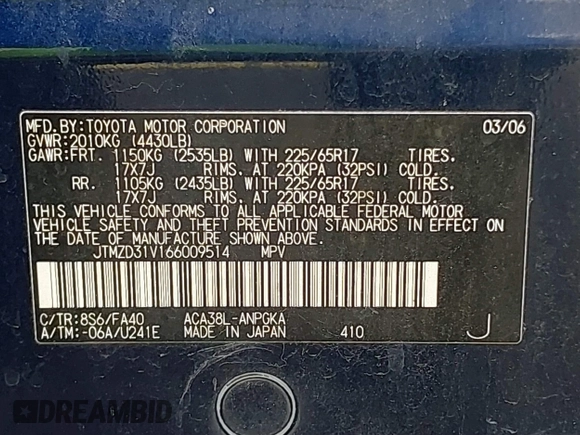 MFD. BY: TOYOTA MOTOR CORPORATION 03/06
GVWR: 2010KG (4430LB)
GAWR: FRT. 1150KG (2535LB) WITH 225/65R17 TIRES.
17X7J RIMS. AT 220KPA (32PSI) COLD.
RR. 1105KG (2435LB) WITH 225/65R17 TIRES.
17X7J RIMS. AT 220KPA (32PSI) COLD.
THIS VEHICLE CONFORMS TO ALL APPLICABLE FEDERAL MOTOR
VEHICLE SAFETY AND THEFT PREVENTION STANDARDS IN EFFECT
ON THE DATE OF MANUFACTURE SHOWN ABOVE.
JTMZD31V166009514 MPV
C/TR: 8S6/FA40 ACA38L-ANPGKA
A/TM: -06A/U241E MADE IN JAPAN 410 J
DREAMBID